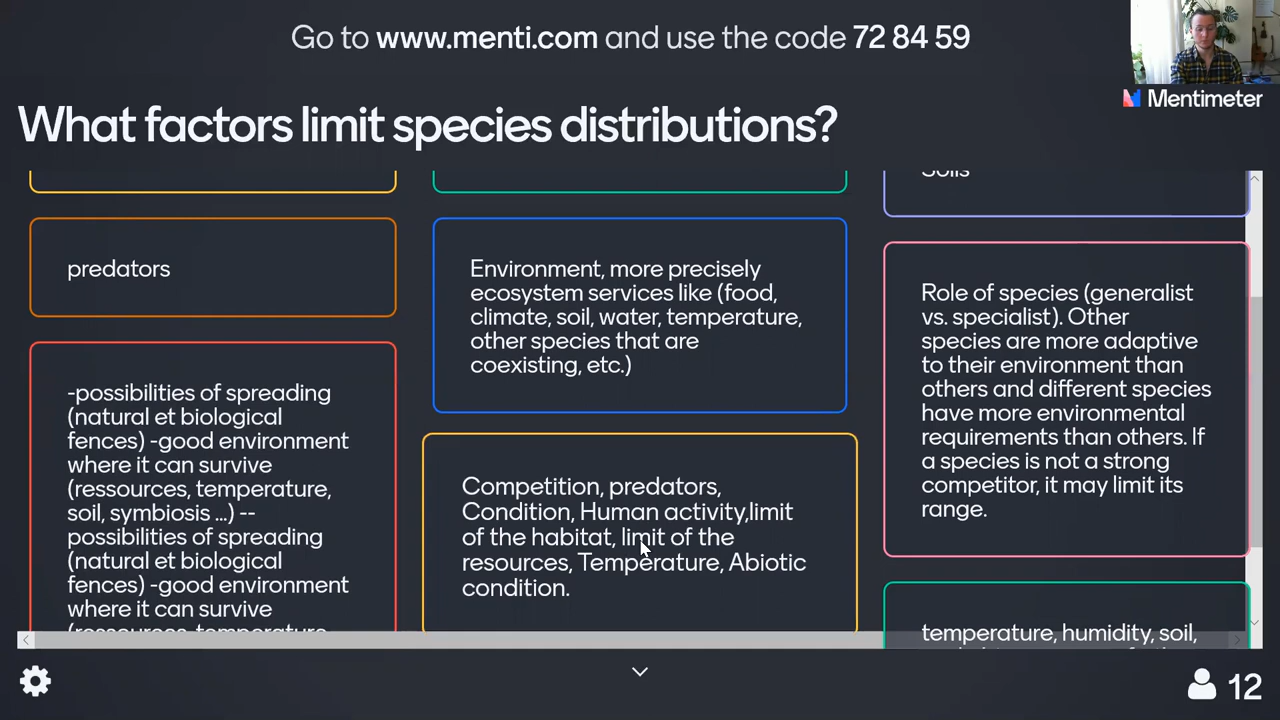 Go to www.menti.com and use the code 72 84 59
Mentimeter
What factors limit species distributions?
predators
-possibilities of spreading
(natural et biological
fences) -good environment
where it can survive
(ressources, temperature,
soil, symbiosis ...) --
possibilities of spreading
(natural et biological
fences) -good environment
where it can survive
(ressources, temperature,
Environment, more precisely
ecosystem services like (food,
climate, soil, water, temperature,
other species that are
coexisting, etc.)
Competition, predators,
Condition, Human activity,limit
of the habitat, limit of the
resources, Temperature, Abiotic
condition.
Soils
Role of species (generalist
vs. specialist). Other
species are more adaptive
to their environment than
others and different species
have more environmental
requirements than others. If
a species is not a strong
competitor, it may limit its
range.
temperature, humidity, soil,
12